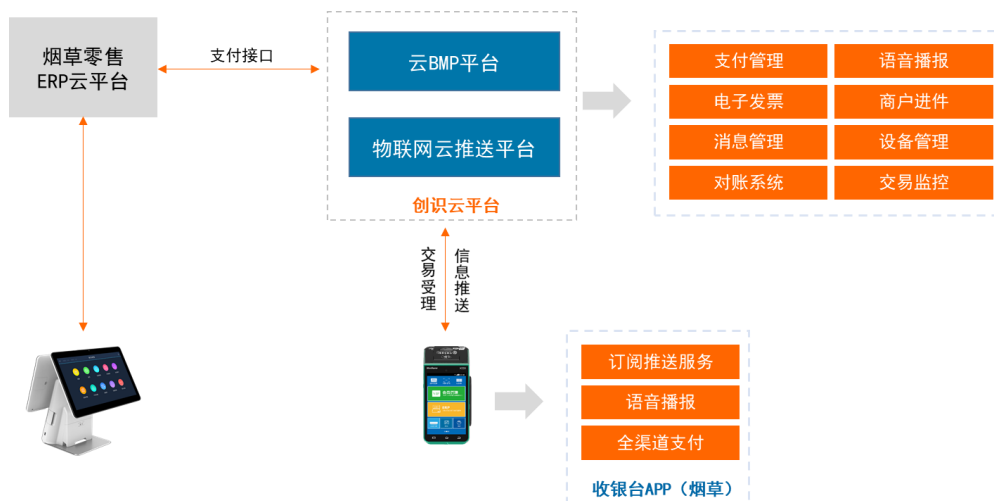 烟草零售
ERP云平台
支付接口
云BMP平台
物联网云推送平台
创识云平台
支付管理
语音播报
电子发票
商户进件
消息管理
设备管理
对账系统
交易监控
交易受理
信息推送
订阅推送服务
语音播报
全渠道支付
收银台APP（烟草）